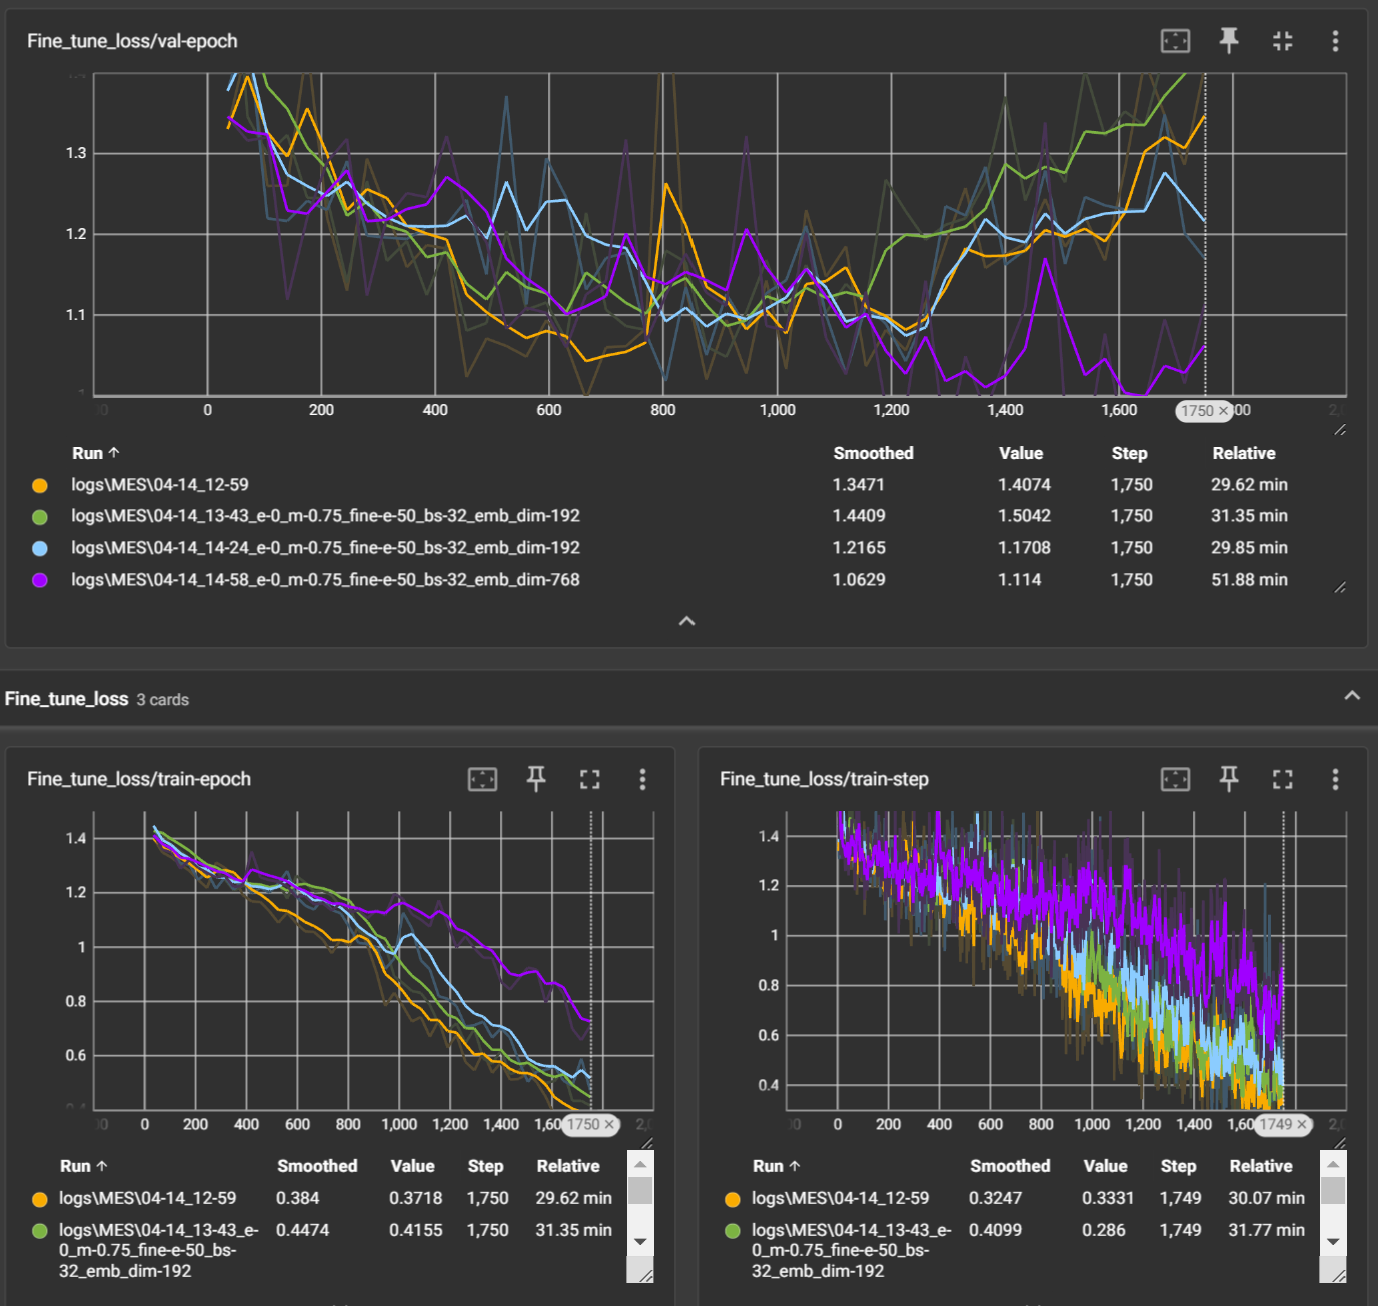 Fine_tune_loss/val-epoch
1.3
1.2
1.1
0 200 400 600 800 1,000 1,200 1,400 1,600 1750 ×
Run ↑ Smoothed Value Step Relative
logs\MES\04-14_12-59 1.3471 1.4074 1,750 29.62 min
logs\MES\04-14_13-43_e-0_m-0.75_fine-e-50_bs-32_emb_dim-192 1.4409 1.5042 1,750 31.35 min
logs\MES\04-14_14-24_e-0_m-0.75_fine-e-50_bs-32_emb_dim-192 1.2165 1.1708 1,750 29.85 min
logs\MES\04-14_14-58_e-0_m-0.75_fine-e-50_bs-32_emb_dim-768 1.0629 1.114 1,750 51.88 min
Fine_tune_loss 3 cards
Fine_tune_loss/train-epoch
1.4
1.2
1
0.8
0.6
0 200 400 600 800 1,000 1,200 1,400 1,60 1750 ×
Run ↑ Smoothed Value Step Relative
logs\MES\04-14_12-59 0.384 0.3718 1,750 29.62 min
logs\MES\04-14_13-43_e- 0.4474 0.4155 1,750 31.35 min
0_m-0.75_fine-e-50_bs-
32_emb_dim-192
Fine_tune_loss/train-step
1.4
1.2
1
0.8
0.6
0.4
0 200 400 600 800 1,000 1,200 1,400 1,60 1749 ×
Run ↑ Smoothed Value Step Relative
logs\MES\04-14_12-59 0.3247 0.3331 1,749 30.07 min
logs\MES\04-14_13-43_e- 0.4099 0.286 1,749 31.77 min
0_m-0.75_fine-e-50_bs-
32_emb_dim-192